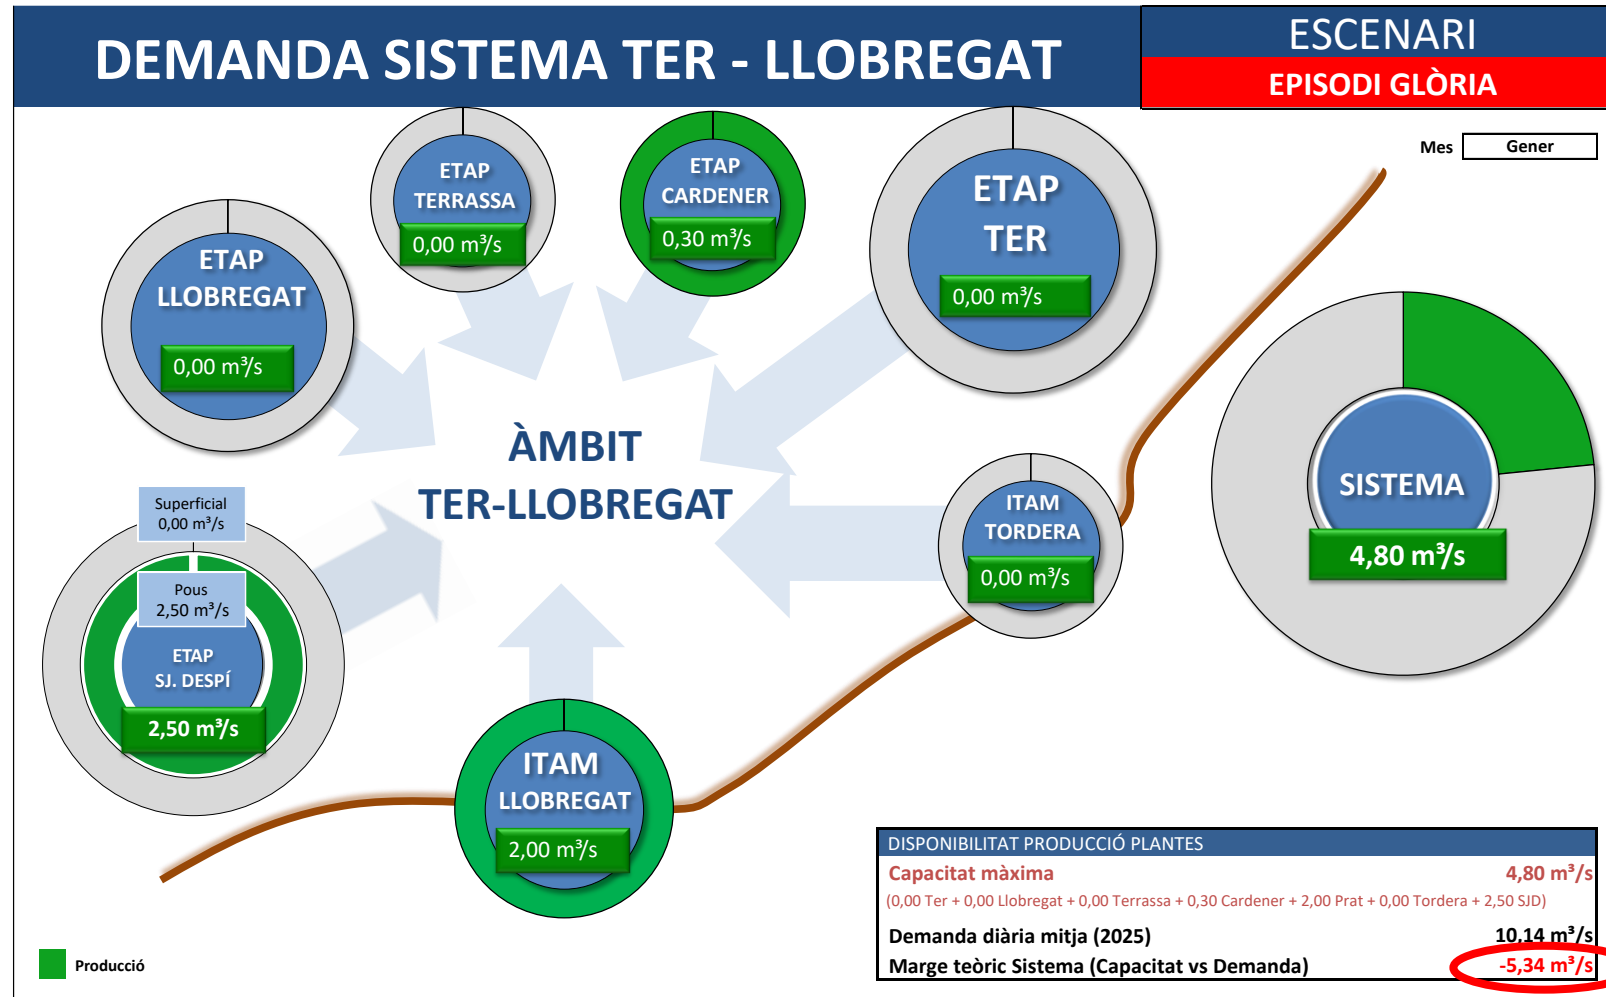 DEMANDA SISTEMA TER - LLOBREGAT
ESCENARI
EPISODI GLÒRIA
Mes
Gener
ETAP
TERRASSA
0,00 m³/s
ETAP
CARDENER
0,30 m³/s
ETAP
TER
0,00 m³/s
ETAP
LLOBREGAT
0,00 m³/s
ÀMBIT
TER-LLOBREGAT
SISTEMA
4,80 m³/s
Superficial
0,00 m³/s
Pous
2,50 m³/s
ETAP
SJ. DESPÍ
2,50 m³/s
ITAM
TORDERA
0,00 m³/s
ITAM
LLOBREGAT
2,00 m³/s
DISPONIBILITAT PRODUCCIÓ PLANTES
Capacitat màxima 4,80 m³/s
(0,00 Ter + 0,00 Llobregat + 0,00 Terrassa + 0,30 Cardener + 2,00 Prat + 0,00 Tordera + 2,50 SJD)
Demanda diària mitja (2025) 10,14 m³/s
Marge teòric Sistema (Capacitat vs Demanda) -5,34 m³/s
Producció